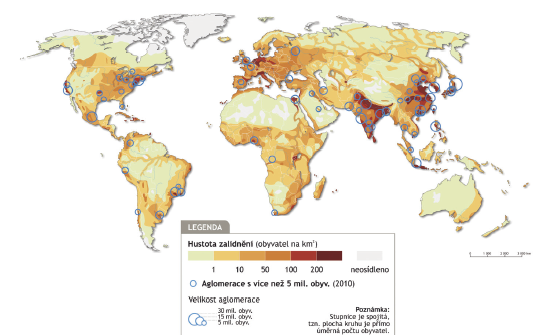 LEGENDA
Hustota zalidnění (obyvatel na km²)
1 10 50 100 200 neosídleno
Aglomerace s více než 5 mil. obyv. (2010)
Velikost aglomerace
30 mil. obyv.
15 mil. obyv.
5 mil. obyv.
Poznámka:
Stupnice je spojitá,
tzn. plocha kruhu je přímo
úměrná počtu obyvatel.